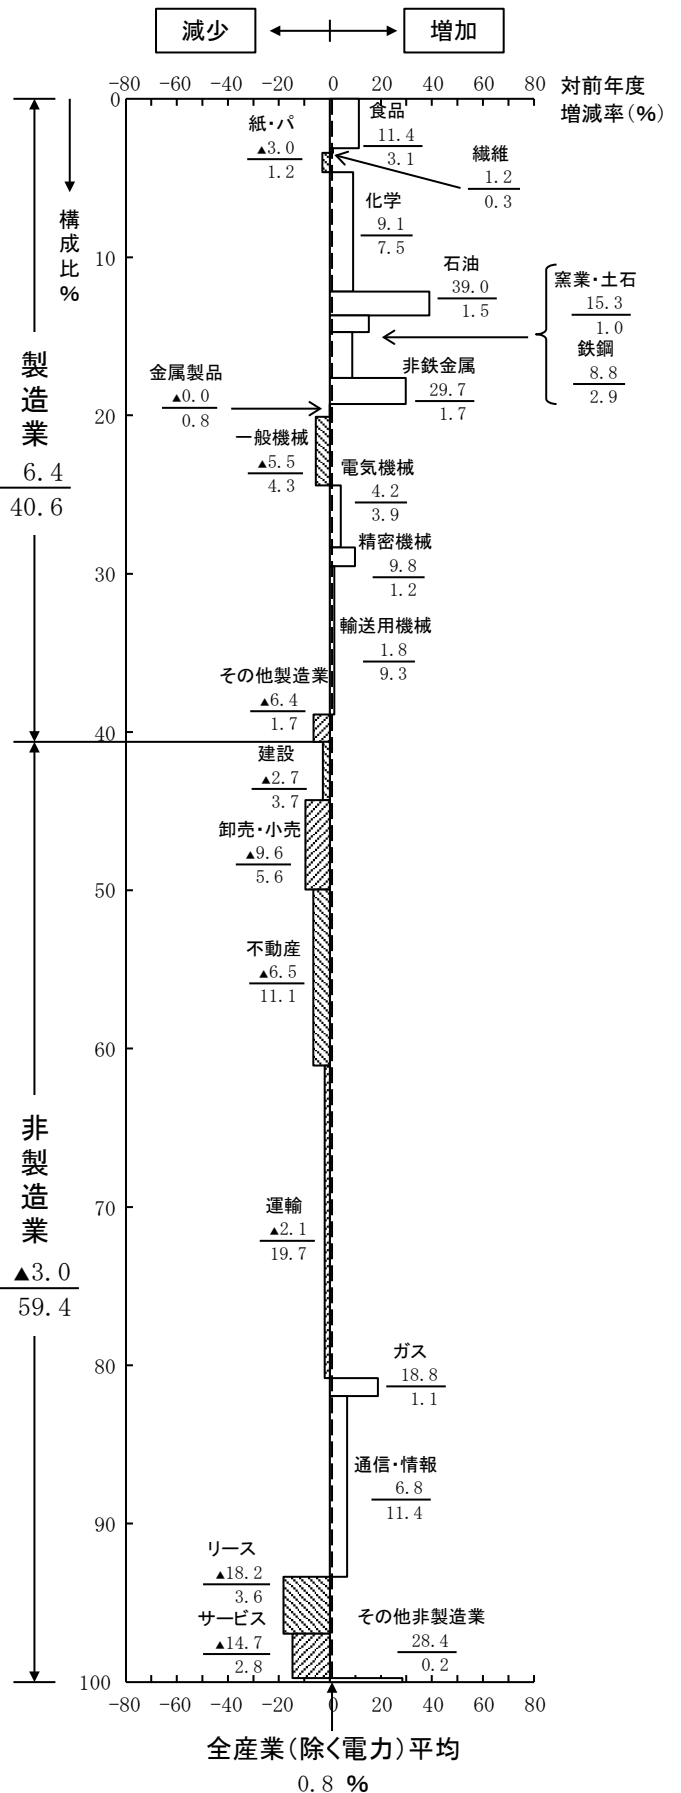 減少
増加
-80 -60 -40 -20 0 20 40 60 80
対前年度
増減率(%)
0
10
20
30
40
50
60
70
80
90
100
構成比%
製造業
6.4
40.6
非製造業
▲3.0
59.4
食品
11.4
3.1
紙・パ
▲3.0
1.2
繊維
1.2
0.3
化学
9.1
7.5
石油
39.0
1.5
窯業・土石
15.3
1.0
鉄鋼
8.8
2.9
非鉄金属
29.7
1.7
金属製品
▲0.0
0.8
一般機械
▲5.5
4.3
電気機械
4.2
3.9
精密機械
9.8
1.2
輸送用機械
1.8
9.3
その他製造業
▲6.4
1.7
建設
▲2.7
3.7
卸売・小売
▲9.6
5.6
不動産
▲6.5
11.1
運輸
▲2.1
19.7
ガス
18.8
1.1
通信・情報
6.8
11.4
リース
▲18.2
3.6
サービス
▲14.7
2.8
その他非製造業
28.4
0.2
-80 -60 -40 -20 0 20 40 60 80
全産業(除く電力)平均
0.8 %